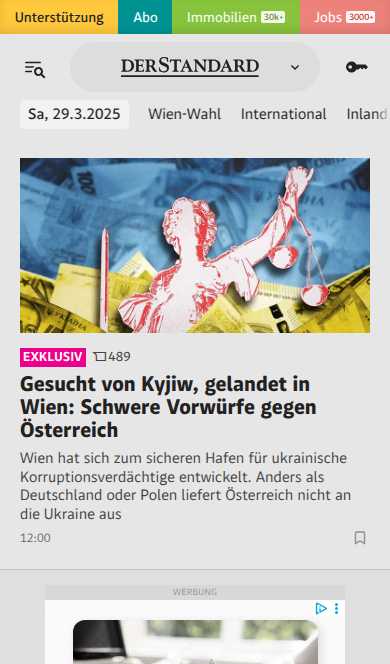 Unterstützung Abo Immobilien 30k+ Jobs 3000+
DERSTANDARD
Sa, 29.3.2025 Wien-Wahl International Inland
EXKLUSIV 489
Gesucht von Kyjiw, gelandet in
Wien: Schwere Vorwürfe gegen
Österreich
Wien hat sich zum sicheren Hafen für ukrainische
Korruptionsverdächtige entwickelt. Anders als
Deutschland oder Polen liefert Österreich nicht an
die Ukraine aus
12:00
WERBUNG